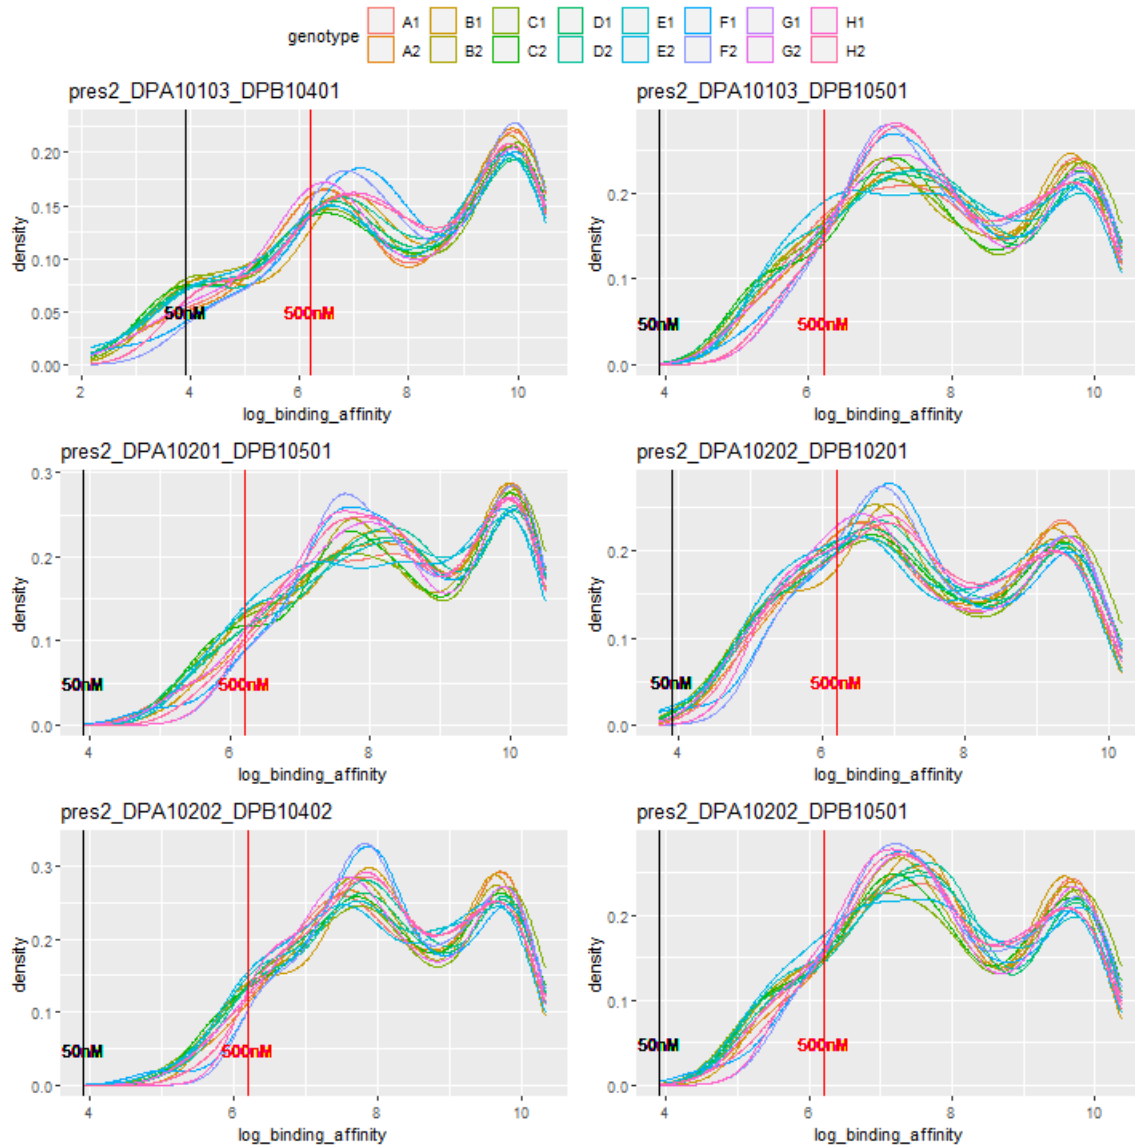 genotype A1 B1 C1 D1 E1 F1 G1 H1
A2 B2 C2 D2 E2 F2 G2 H2
pres2_DPA10103_DPB10401
density
0.20
0.15
0.10
0.05
0.00
50nM 500nM
2 4 6 8 10
log_binding_affinity
pres2_DPA10103_DPB10501
density
0.2
0.1
0.0
50nM 500nM
4 6 8 10
log_binding_affinity
pres2_DPA10201_DPB10501
density
0.3
0.2
0.1
0.0
50nM 500nM
4 6 8 10
log_binding_affinity
pres2_DPA10202_DPB10201
density
0.2
0.1
0.0
50nM 500nM
4 6 8 10
log_binding_affinity
pres2_DPA10202_DPB10402
density
0.3
0.2
0.1
0.0
50nM 500nM
4 6 8 10
log_binding_affinity
pres2_DPA10202_DPB10501
density
0.3
0.2
0.1
0.0
50nM 500nM
4 6 8 10
log_binding_affinity